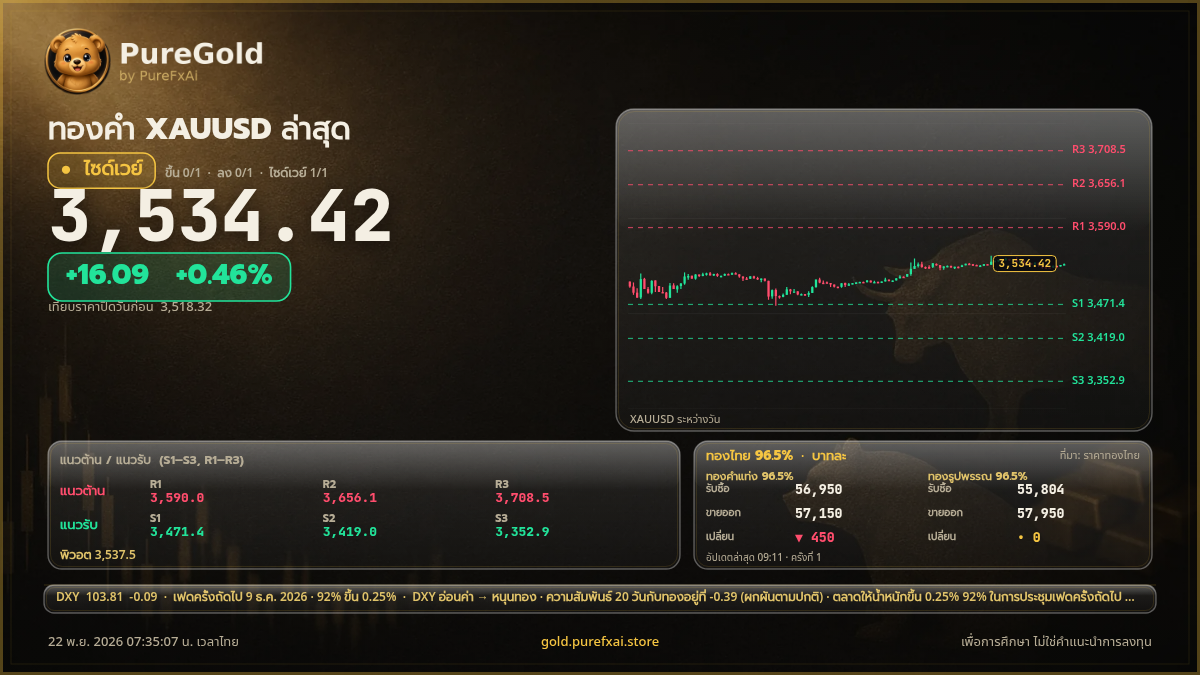 PureGold
by PureFxAi
ทองคำ XAUUSD ล่าสุด
• ไซด์เวย์ ขึ้น 0/1 · ลง 0/1 · ไซด์เวย์ 1/1
3,534.42
+16.09 +0.46%
เทียบราคาปิดวันก่อน 3,518.32
R3 3,708.5
R2 3,656.1
R1 3,590.0
3,534.42
S1 3,471.4
S2 3,419.0
S3 3,352.9
XAUUSD ระหว่างวัน
แนวต้าน / แนวรับ (S1–S3, R1–R3)
R1 R2 R3
แนวต้าน 3,590.0 3,656.1 3,708.5
S1 S2 S3
แนวรับ 3,471.4 3,419.0 3,352.9
พิวอต 3,537.5
ทองไทย 96.5% · บาทละ ที่มา: ราคาทองไทย
ทองคำแท่ง 96.5% ทองรูปพรรณ 96.5%
รับซื้อ 56,950 รับซื้อ 55,804
ขายออก 57,150 ขายออก 57,950
เปลี่ยน ▼ 450 เปลี่ยน • 0
อัปเดตล่าสุด 09:11 · ครั้งที่ 1
DXY 103.81 -0.09 · เฟดครั้งถัดไป 9 ธ.ค. 2026 · 92% ขึ้น 0.25% · DXY อ่อนค่า → หนุนทอง · ความสัมพันธ์ 20 วันกับทองอยู่ที่ -0.39 (ผกผันตามปกติ) · ตลาดให้น้ำหนักขึ้น 0.25% 92% ในการประชุมเฟดครั้งถัดไป ...
22 พ.ย. 2026 07:35:07 น. เวลาไทย
gold.purefxai.store
เพื่อการศึกษา ไม่ใช่คำแนะนำการลงทุน